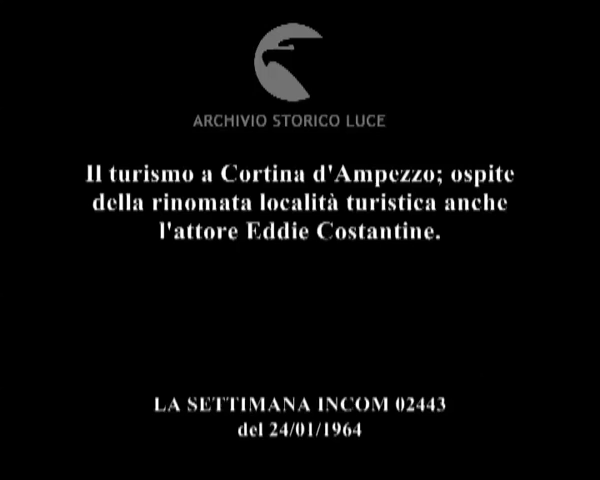 ARCHIVIO STORICO LUCE
Il turismo a Cortina d'Ampezzo; ospite
della rinomata località turistica anche
l'attore Eddie Costantine.
LA SETTIMANA INCOM 02443
del 24/01/1964